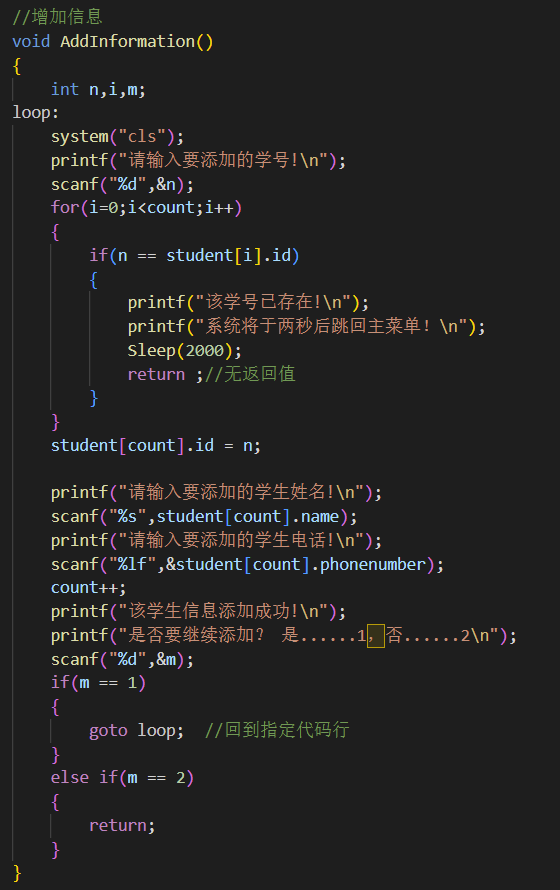 //增加信息
void AddInformation()
{
    int n,i,m;
loop:
    system("cls");
    printf("请输入要添加的学号!\n");
    scanf("%d",&n);
    for(i=0;i<count;i++)
    {
        if(n == student[i].id)
        {
            printf("该学号已存在!\n");
            printf("系统将于两秒后跳回主菜单！\n");
            Sleep(2000);
            return ;//无返回值
        }
    }
    student[count].id = n;

    printf("请输入要添加的学生姓名!\n");
    scanf("%s",student[count].name);
    printf("请输入要添加的学生电话!\n");
    scanf("%lf",&student[count].phonenumber);
    count++;
    printf("该学生信息添加成功!\n");
    printf("是否要继续添加？ 是......1，否......2\n");
    scanf("%d",&m);
    if(m == 1)
    {
        goto loop;  //回到指定代码行
    }
    else if(m == 2)
    {
        return;
    }
}